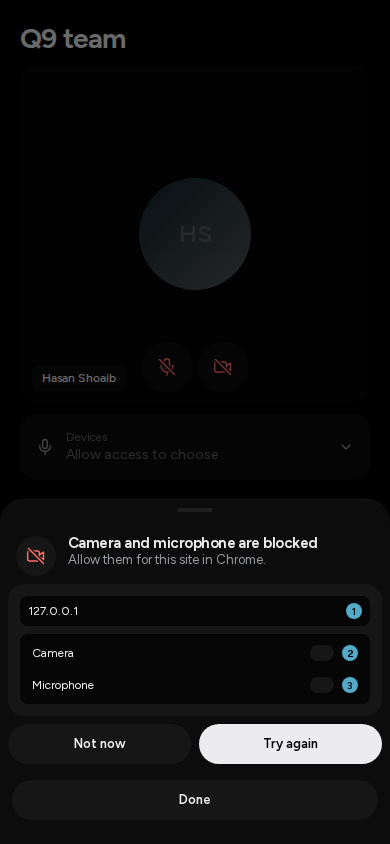 Q9 team
HS
Hasan Shoaib
Devices
Allow access to choose
Camera and microphone are blocked
Allow them for this site in Chrome.
127.0.0.1
1
Camera
2
Microphone
3
Not now
Try again
Done